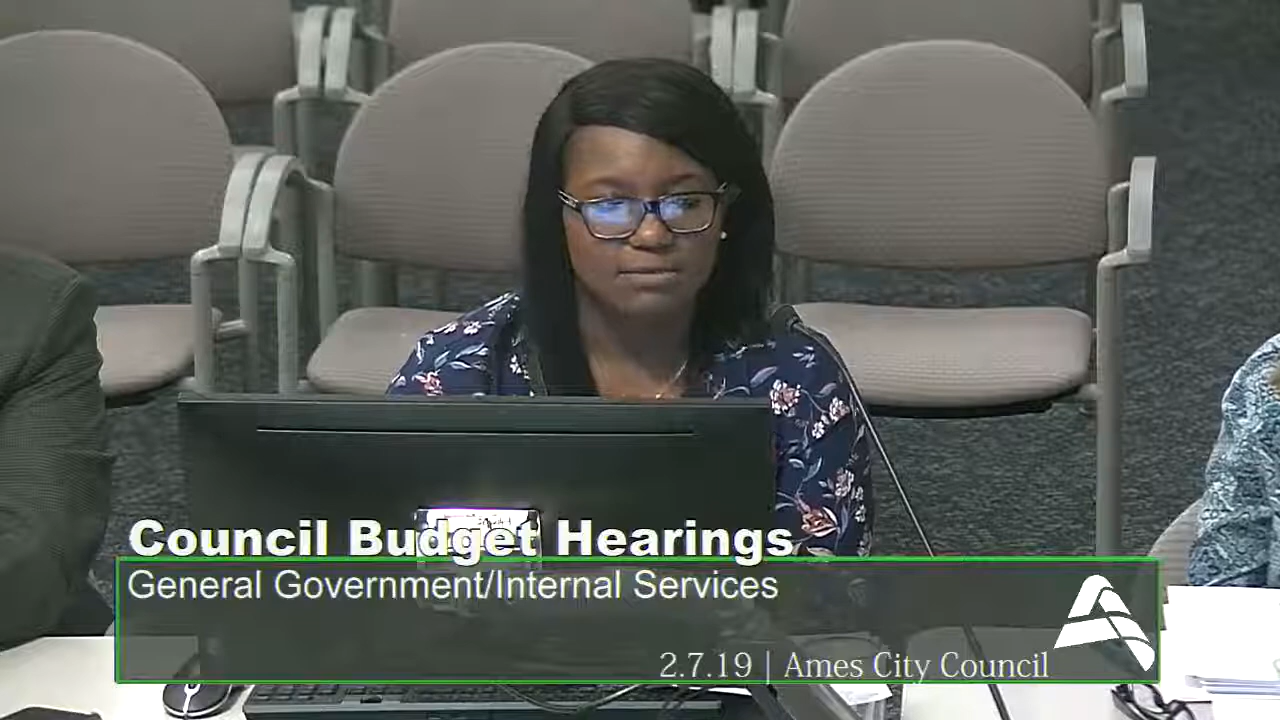 Council Budget Hearings
General Government/Internal Services
2.7.19 | Ames City Council